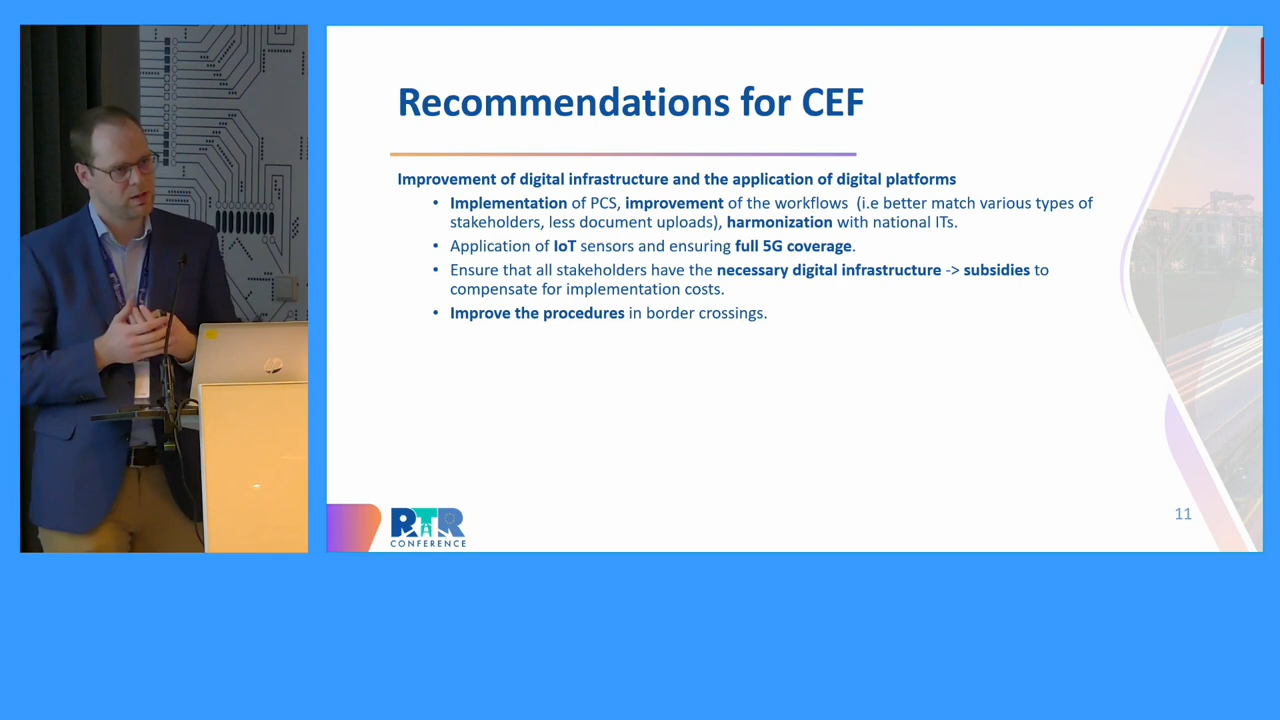 Recommendations for CEF
Improvement of digital infrastructure and the application of digital platforms
• Implementation of PCS, improvement of the workflows (i.e better match various types of
stakeholders, less document uploads), harmonization with national ITs.
• Application of IoT sensors and ensuring full 5G coverage.
• Ensure that all stakeholders have the necessary digital infrastructure -> subsidies to
compensate for implementation costs.
• Improve the procedures in border crossings.
RTR
CONFERENCE
11
hp